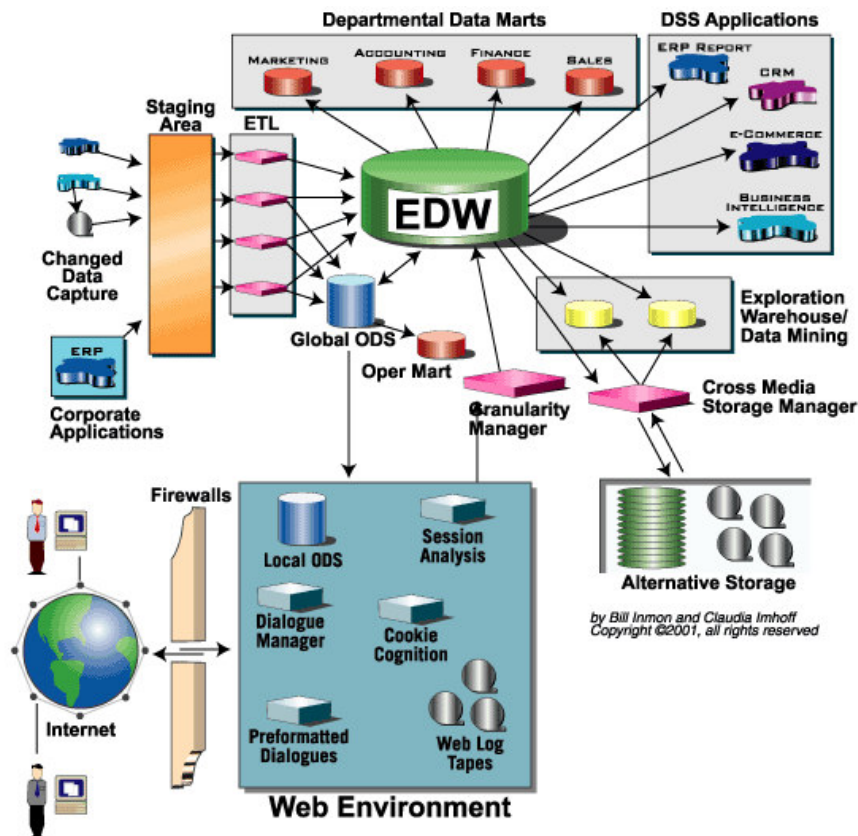 Departmental Data Marts
DSS Applications
MARKETING
ACCOUNTING
FINANCE
SALES
ERP REPORT
CRM
E-COMMERCE
BUSINESS
INTELLIGENCE
Staging
Area
ETL
EDW
Changed
Data
Capture
Global ODS
Oper Mart
ERP
Corporate
Applications
Exploration
Warehouse/
Data Mining
Granularity
Manager
Cross Media
Storage Manager
Alternative Storage
by Bill Inmon and Claudia Imhoff
Copyright ©2001, all rights reserved
Firewalls
Internet
Local ODS
Session
Analysis
Dialogue
Manager
Cookie
Cognition
Preformatted
Dialogues
Web Log
Tapes
Web Environment